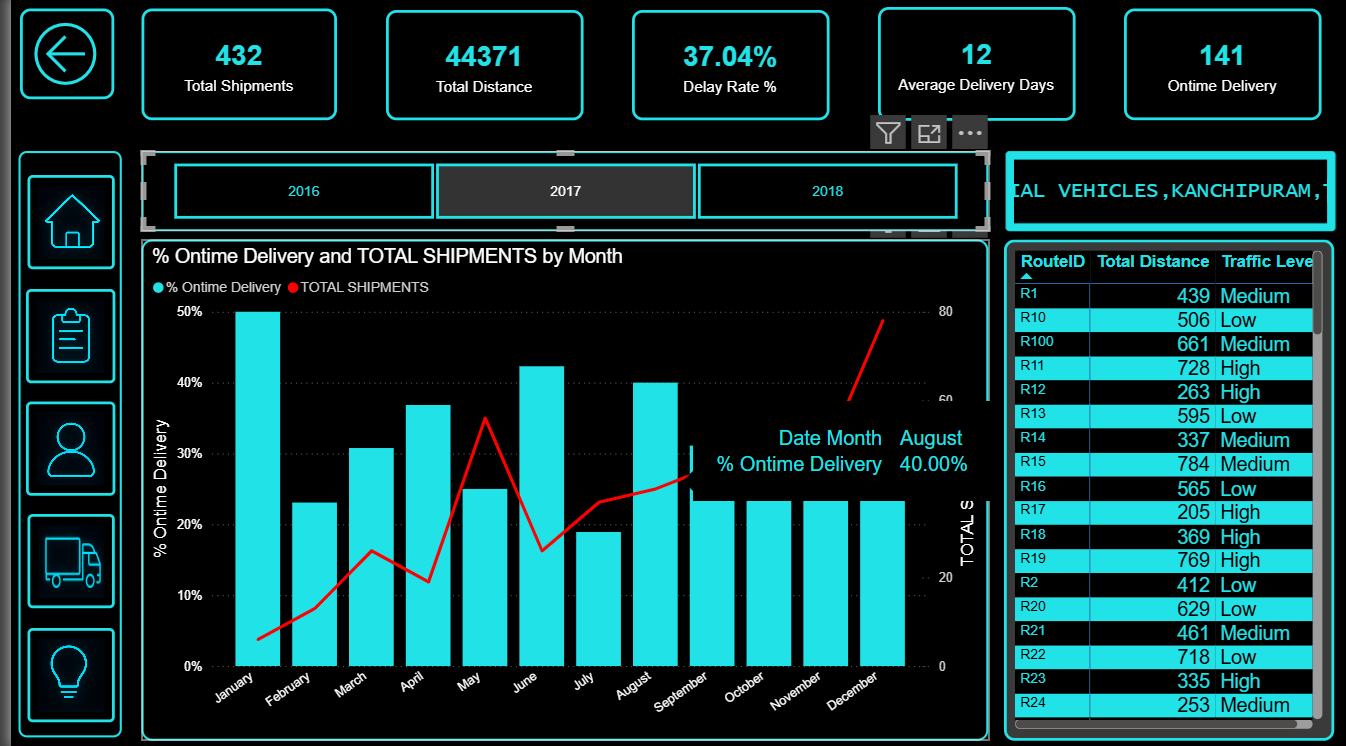 432
Total Shipments
44371
Total Distance
37.04%
Delay Rate %
12
Average Delivery Days
141
Ontime Delivery
2016
2017
2018
IAL VEHICLES,KANCHIPURAM,
% Ontime Delivery and TOTAL SHIPMENTS by Month
% Ontime Delivery TOTAL SHIPMENTS
% Ontime Delivery
50%
40%
30%
20%
10%
0%
80
60
20
0
TOTAL S
Date Month August
% Ontime Delivery 40.00%
January
February
March
April
May
June
July
August
September
October
November
December
RouteID Total Distance Traffic Leve
R1 439 Medium
R10 506 Low
R100 661 Medium
R11 728 High
R12 263 High
R13 595 Low
R14 337 Medium
R15 784 Medium
R16 565 Low
R17 205 High
R18 369 High
R19 769 High
R2 412 Low
R20 629 Low
R21 461 Medium
R22 718 Low
R23 335 High
R24 253 Medium